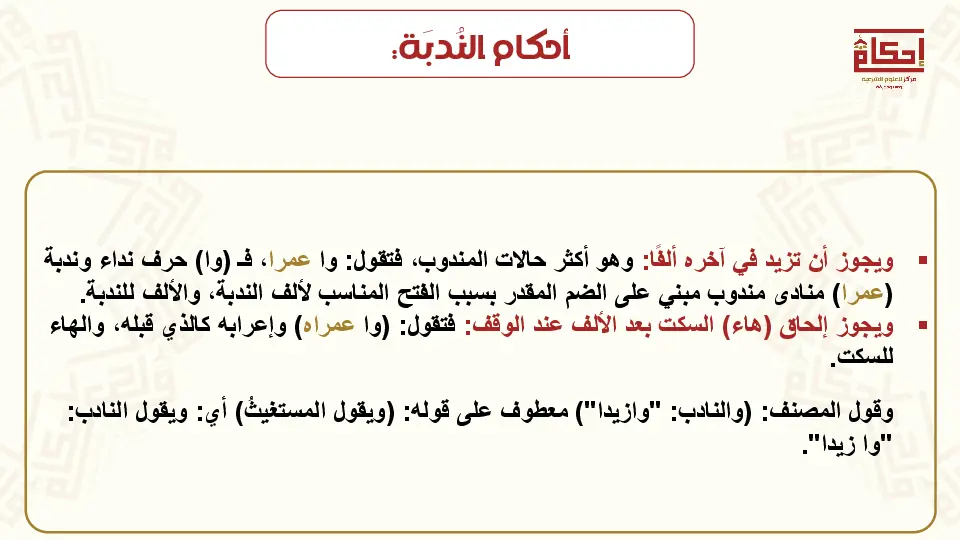 أحكام النُدبَة:
إحكام
مركز للعلوم الشرعية
▪ ويجوز أن تزيد في آخره ألفًا: وهو أكثر حالات المندوب، فتقول: وا عمرا، فـ (وا) حرف نداء وندبة
(عمرا) منادى مندوب مبني على الضم المقدر بسبب الفتح المناسب لألف الندبة، والألف للندبة.
▪ ويجوز إلحاق (هاء) السكت بعد الألف عند الوقف: فتقول: (وا عمراه) وإعرابه كالذي قبله، والهاء
للسكت.
وقول المصنف: (والنادب: "وازيدا") معطوف على قوله: (ويقول المستغيثُ) أي: ويقول النادب:
"وا زيدا".